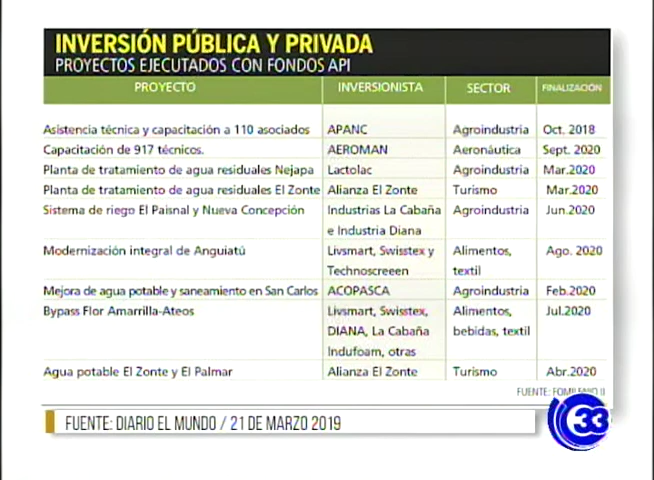 INVERSIÓN PÚBLICA Y PRIVADA
PROYECTOS EJECUTADOS CON FONDOS API
PROYECTO INVERSIONISTA SECTOR FINALIZACIÓN
Asistencia técnica y capacitación a 110 asociados APANC Agroindustria Oct. 2018
Capacitación de 917 técnicos. AEROMAN Aeronáutica Sept. 2020
Planta de tratamiento de agua residuales Nejapa Lactolac Agroindustria Mar.2020
Planta de tratamiento de agua residuales El Zonte Alianza El Zonte Turismo Mar.2020
Sistema de riego El Paisnal y Nueva Concepción Industrias La Cabaña Agroindustria Jun.2020
e Industria Diana
Modernización integral de Anguiatú Livsmart, Swisstex y Alimentos, Ago. 2020
Technoscreeen textil
Mejora de agua potable y saneamiento en San Carlos ACOPASCA Agroindustria Feb.2020
Bypass Flor Amarrilla-Ateos Livsmart, Swisstex, Alimentos, Jul.2020
DIANA, La Cabaña bebidas, textil
Indufoam, otras
Agua potable El Zonte y El Palmar Alianza El Zonte Turismo Abr.2020
FUENTE: FOMILENIO II
FUENTE: DIARIO EL MUNDO / 21 DE MARZO 2019
33